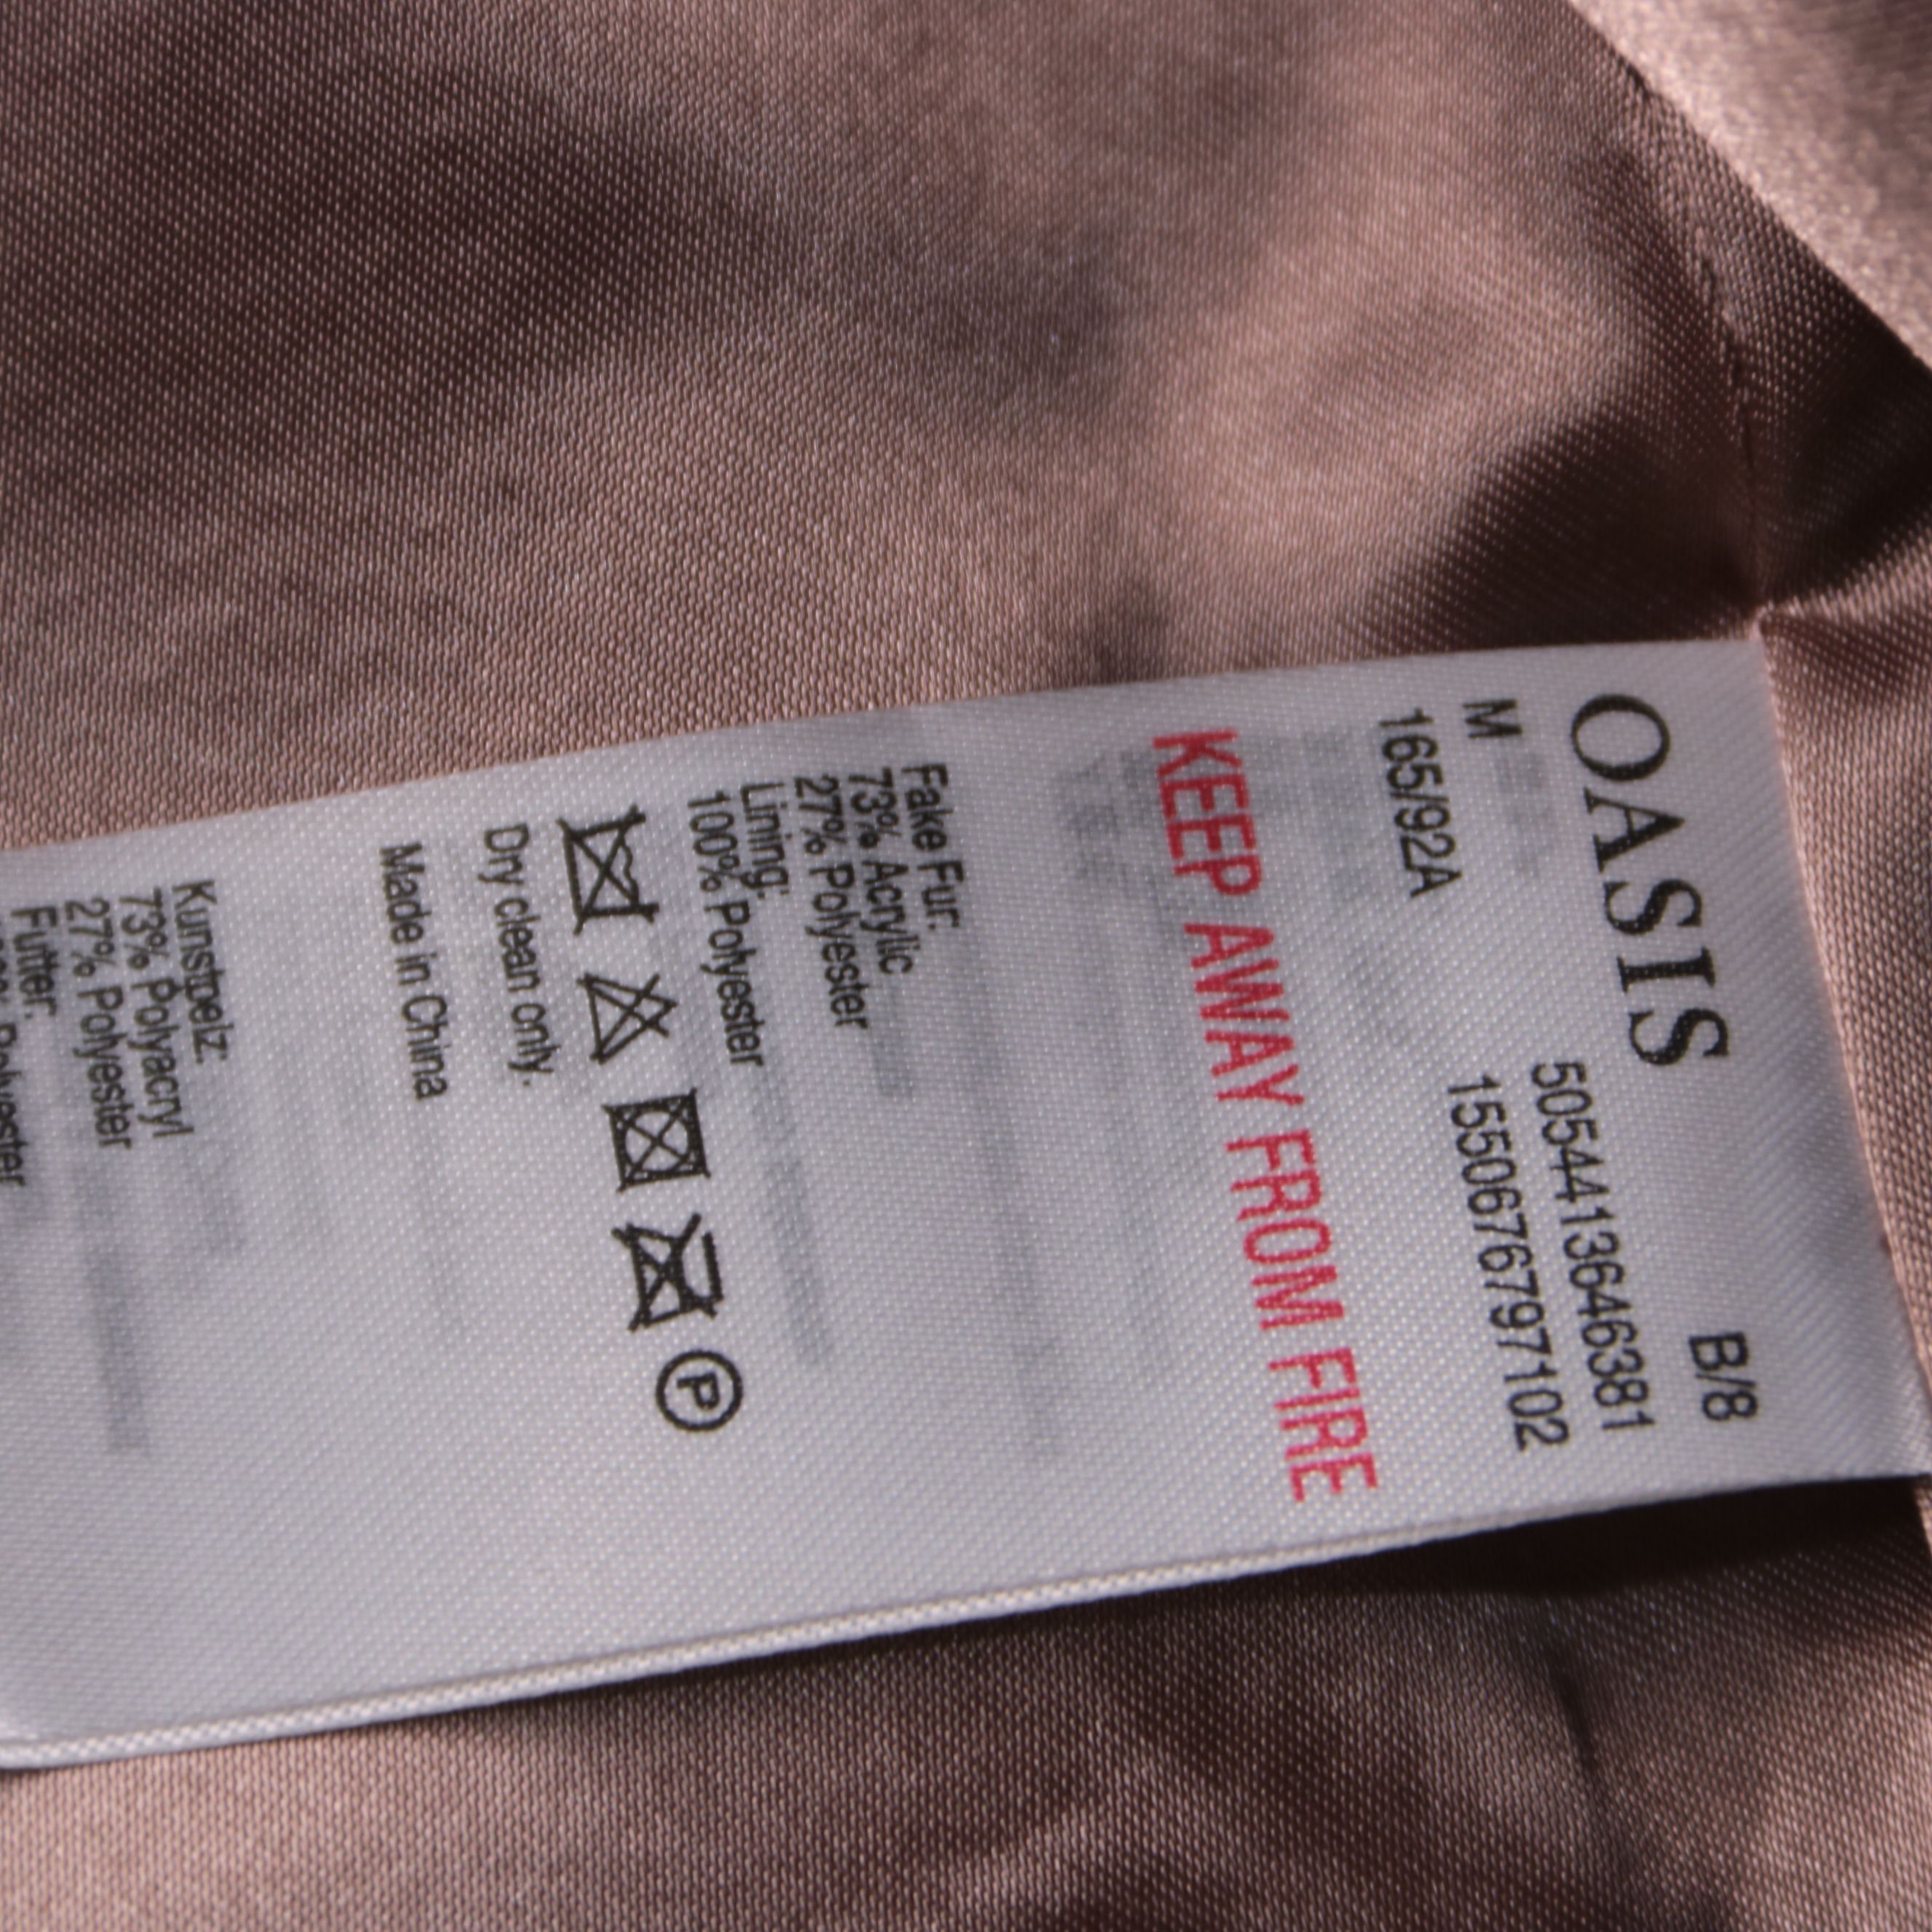 OASIS
B/8
5054413646381
M
1550676797102
165/92A
KEEP AWAY FROM FIRE
Fake Fur:
73% Acrylic
27% Polyester
Lining:
100% Polyester
P
Dry clean only.
Made in China
Kunstpelz:
73% Polyacryl
27% Polyester
Futter:
Polyester